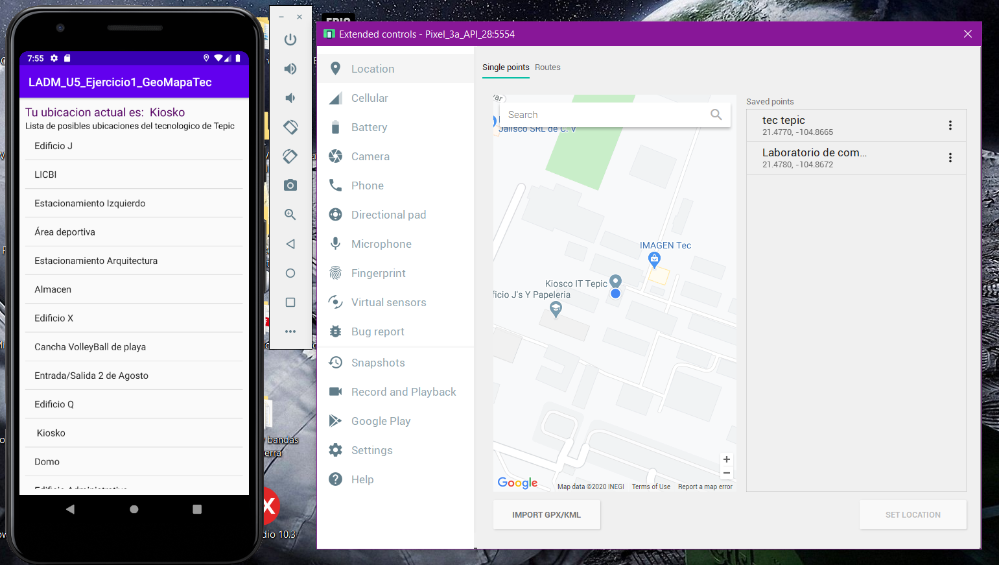 7:55
LADM_U5_Ejercicio1_GeoMapaTec
Tu ubicacion actual es: Kiosko
Lista de posibles ubicaciones del tecnologico de Tepic
Edificio J
LICBI
Estacionamiento Izquierdo
Área deportiva
Estacionamiento Arquitectura
Almacen
Edificio X
Cancha VolleyBall de playa
Entrada/Salida 2 de Agosto
Edificio Q
Kiosko
Domo
Edificio Administrativo
bandas
erra
dio 10.3
EPIC
Extended controls - Pixel_3a_API_28:5554
Location
Cellular
Battery
Camera
Phone
Directional pad
Microphone
Fingerprint
Virtual sensors
Bug report
Snapshots
Record and Playback
Google Play
Settings
Help
Single points Routes
Search
Jalisco SRL de C. V
IMAGEN Tec
Kiosco IT Tepic
ficio J's Y Papeleria
Google
Map data ©2020 INEGI Terms of Use Report a map error
IMPORT GPX/KML
Saved points
tec tepic
21.4770, -104.8665
Laboratorio de com...
21.4780, -104.8672
SET LOCATION